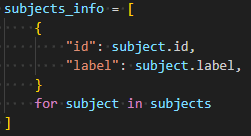 subjects_info = [
    {
        "id": subject.id,
        "label": subject.label,
    }
    for subject in subjects
]